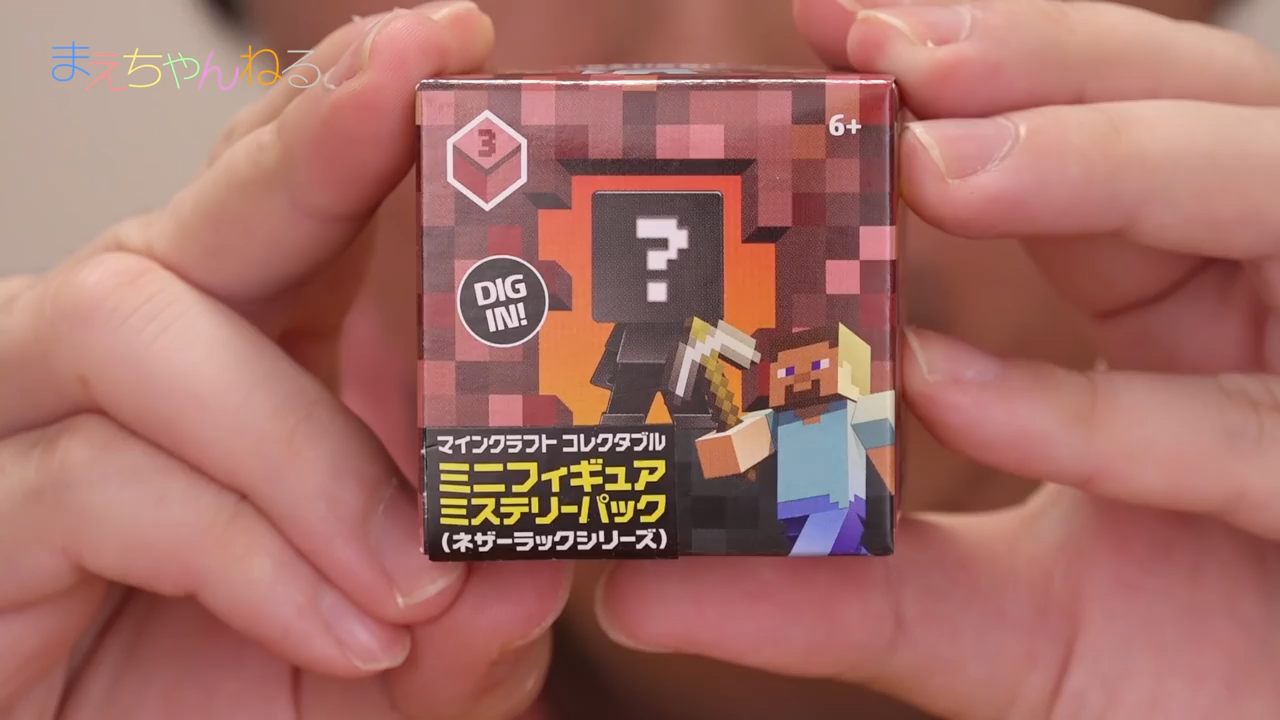 まえちゃんねる。
3
6+
?
DIG
IN!
マインクラフト コレクタブル
ミニフィギュア
ミステリーパック
(ネザーラックシリーズ)